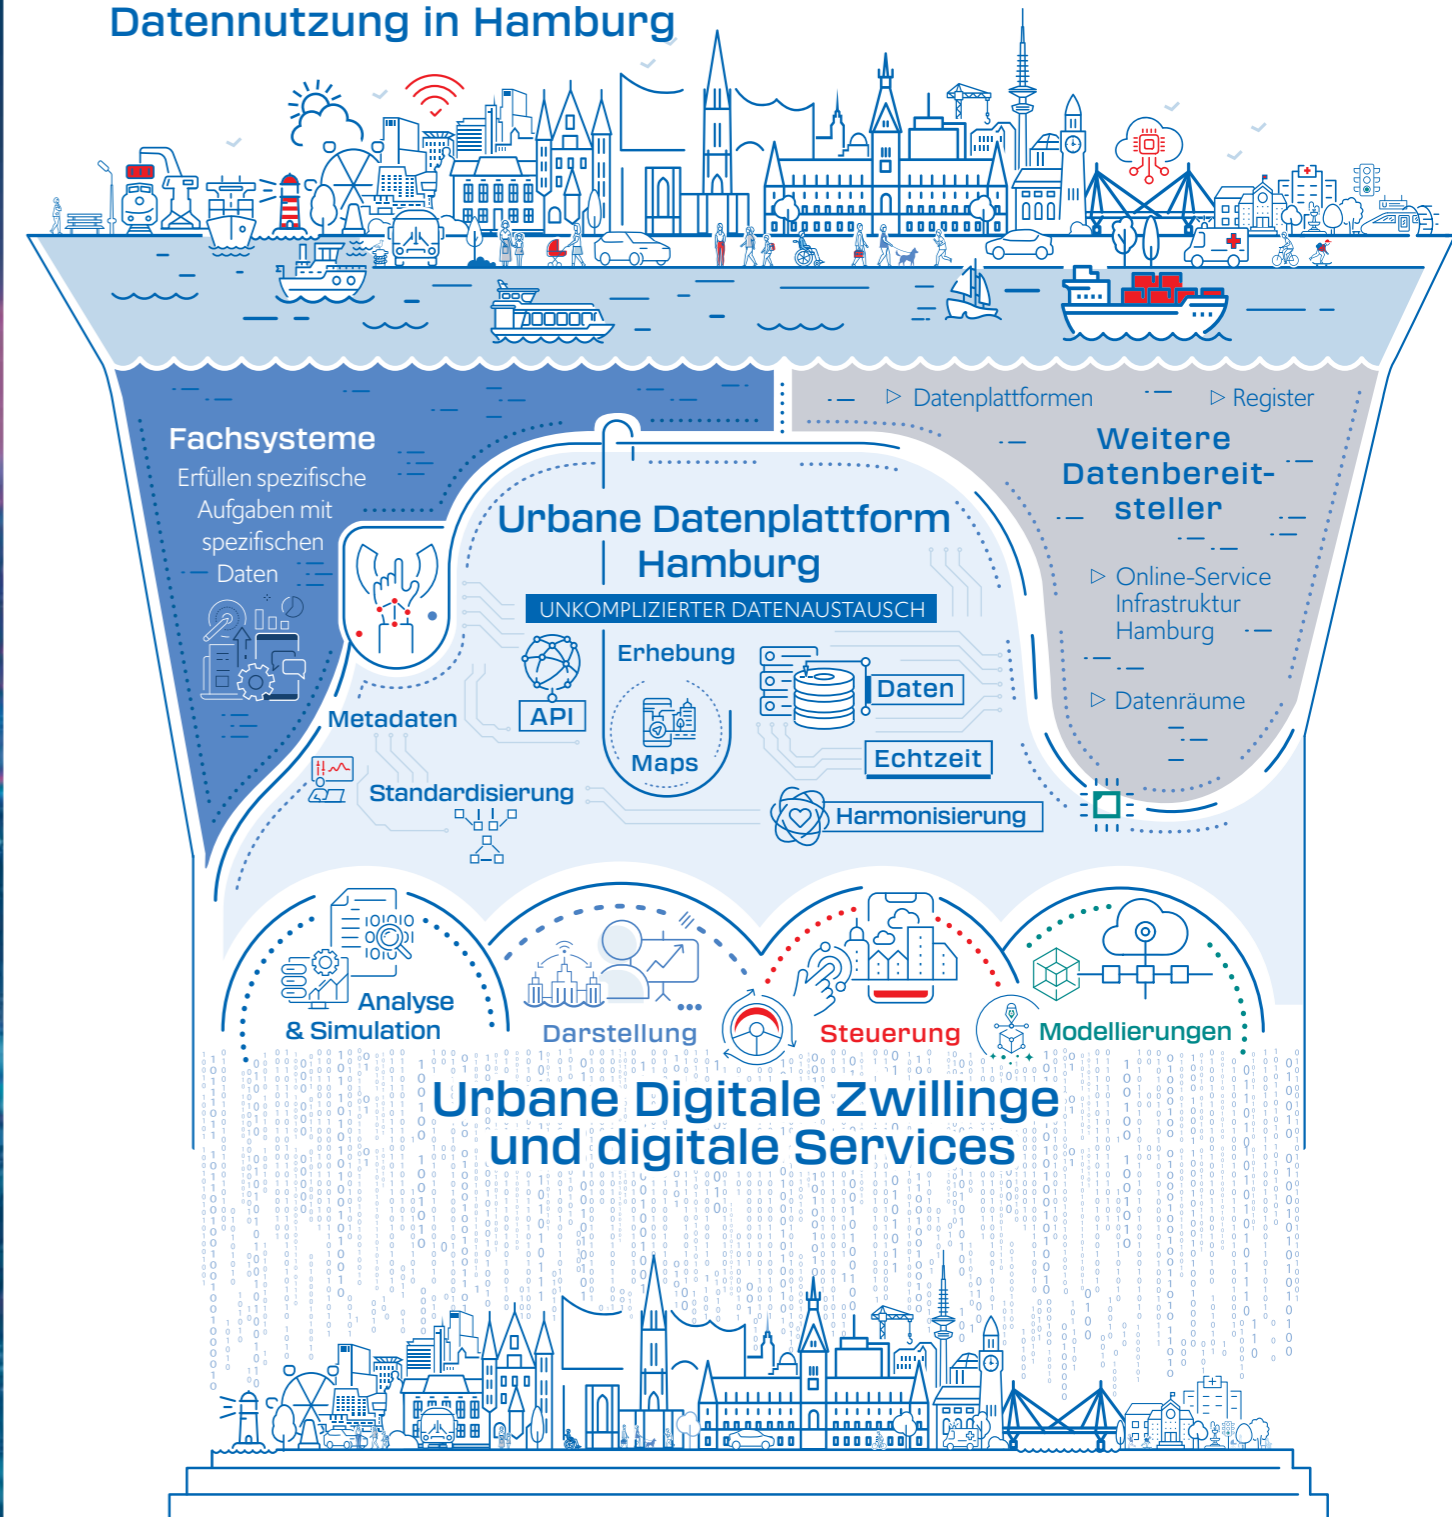 Datennutzung in Hamburg
Fachsysteme
Erfüllen spezifische
Aufgaben mit
spezifischen
Daten
▷ Datenplattformen
▷ Register
Weitere
Datenbereit-
steller
▷ Online-Service
Infrastruktur
Hamburg
▷ Datenräume
Urbane Datenplattform
Hamburg
UNKOMPLIZIERTER DATENAUSTAUSCH
Erhebung
API
Daten
Metadaten
Maps
Echtzeit
Standardisierung
Harmonisierung
Analyse
& Simulation
Darstellung
Steuerung
Modellierungen
Urbane Digitale Zwillinge
und digitale Services